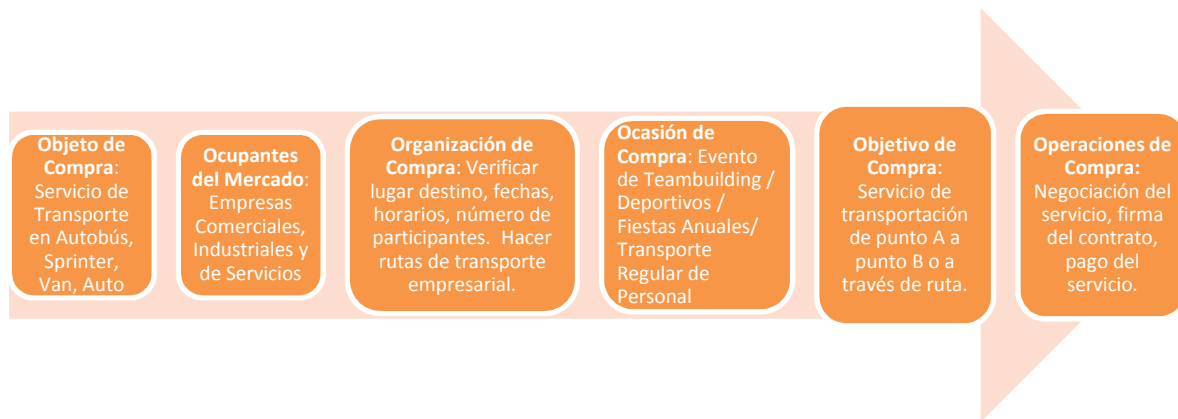 Objeto de
Compra:
Servicio de
Transporte
en Autobús,
Sprinter,
Van, Auto
Ocupantes
del Mercado:
Empresas
Comerciales,
Industriales y
de Servicios
Organización de
Compra: Verificar
lugar destino, fechas,
horarios, número de
participantes. Hacer
rutas de transporte
empresarial.
Ocasión de
Compra: Evento
de Teambuilding /
Deportivos /
Fiestas Anuales/
Transporte
Regular de
Personal
Objetivo de
Compra:
Servicio de
transportación
de punto A a
punto B o a
través de ruta.
Operaciones de
Compra:
Negociación del
servicio, firma
del contrato,
pago del
servicio.